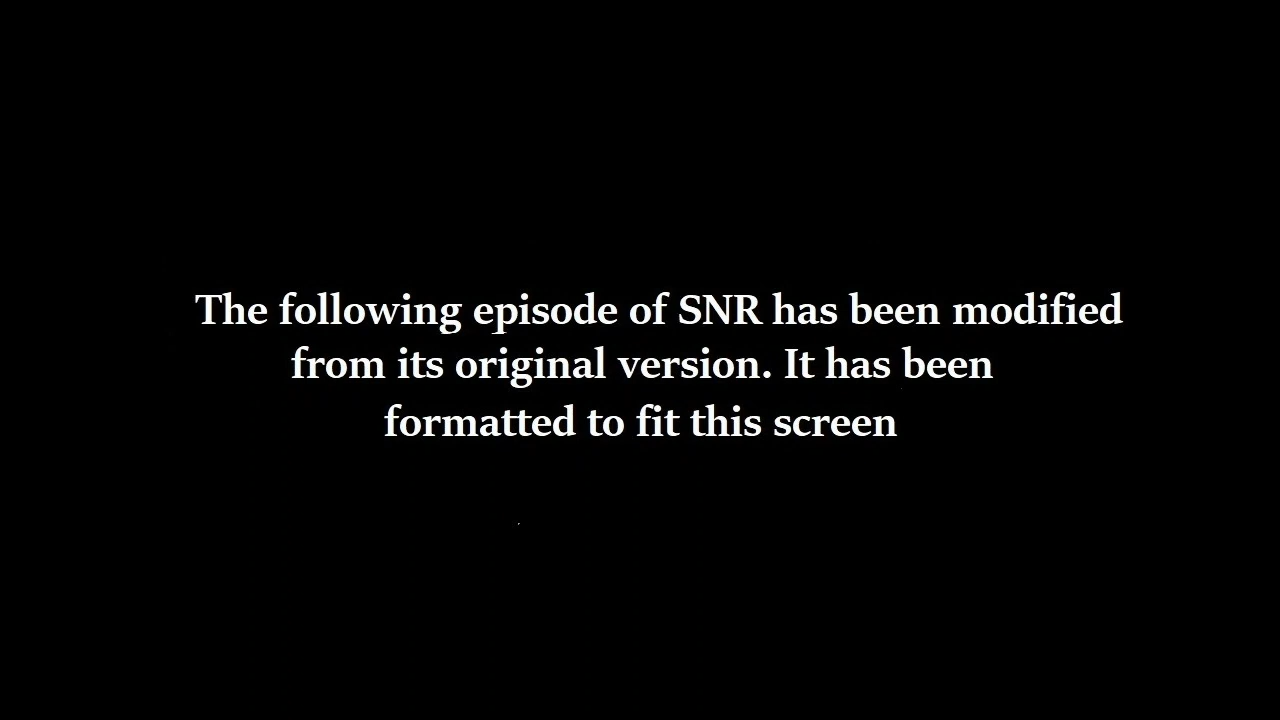 The following episode of SNR has been modified
from its original version. It has been
formatted to fit this screen